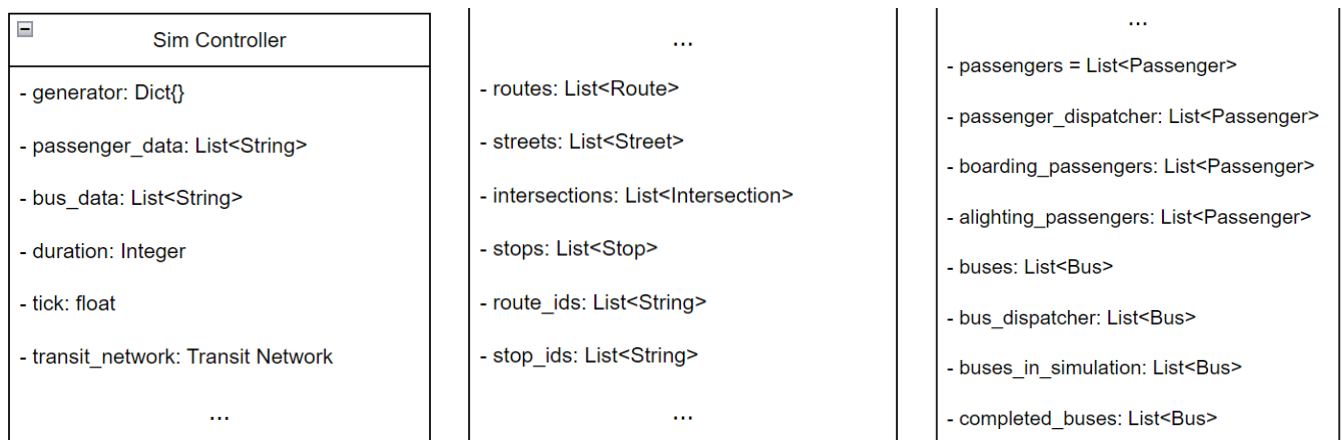 Sim Controller
- generator: Dict{}
- passenger_data: List<String>
- bus_data: List<String>
- duration: Integer
- tick: float
- transit_network: Transit Network
...
...
- routes: List<Route>
- streets: List<Street>
- intersections: List<Intersection>
- stops: List<Stop>
- route_ids: List<String>
- stop_ids: List<String>
...
...
- passengers = List<Passenger>
- passenger_dispatcher: List<Passenger>
- boarding_passengers: List<Passenger>
- alighting_passengers: List<Passenger>
- buses: List<Bus>
- bus_dispatcher: List<Bus>
- buses_in_simulation: List<Bus>
- completed_buses: List<Bus>